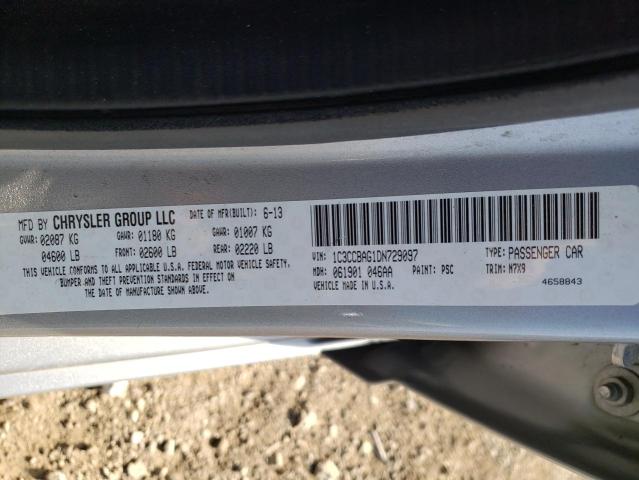 MFD BY CHRYSLER GROUP LLC DATE OF MFR(BUILT): 6-13
GVWR: 02087 KG GAWR: 01180 KG GAWR: 01007 KG
04600 LB FRONT: 02600 LB REAR: 02220 LB
THIS VEHICLE CONFORMS TO ALL APPLICABLE U.S.A. FEDERAL MOTOR VEHICLE SAFETY,
BUMPER AND THEFT PREVENTION STANDARDS IN EFFECT ON
THE DATE OF MANUFACTURE SHOWN ABOVE.
VIN: 1C3CCBAG1DN729097 TYPE: PASSENGER CAR
MDH: 061901 046AA PAINT: PSC TRIM: M7X9
VEHICLE MADE IN U.S.A. 4658843